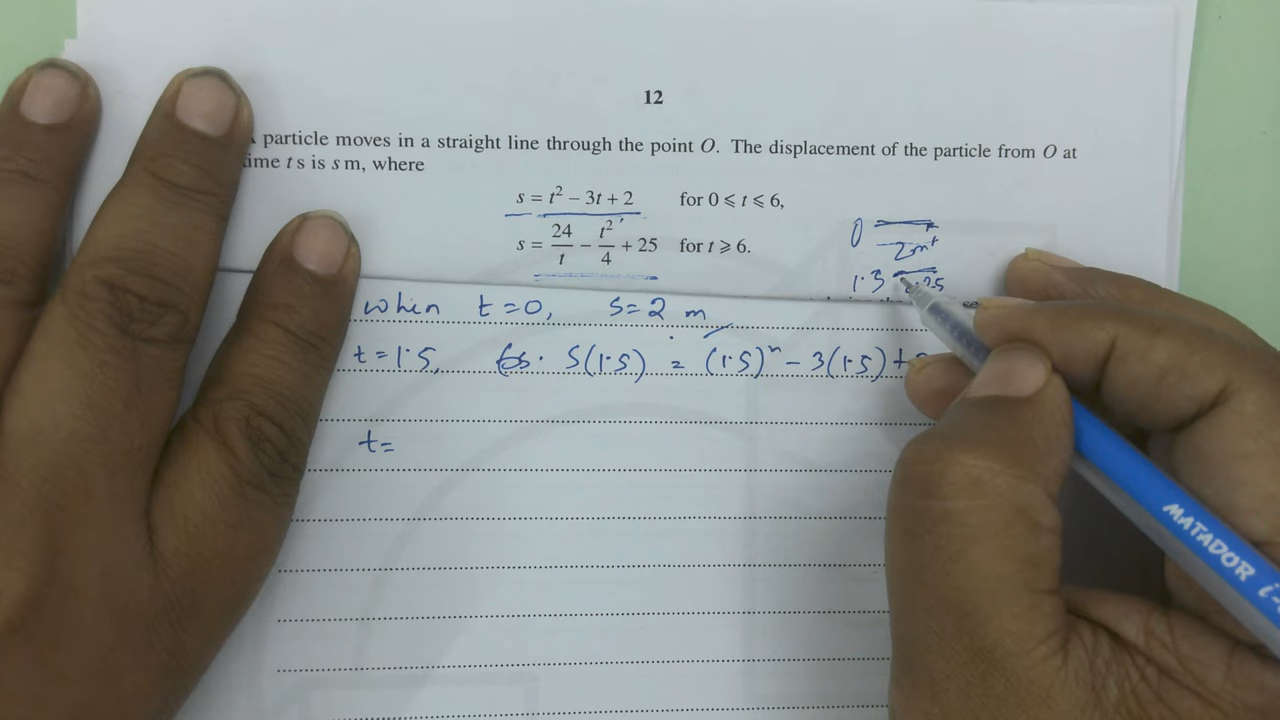 12
particle moves in a straight line through the point O. The displacement of the particle from O at
time t s is s m, where
s = t² − 3t + 2 for 0 ⩽ t ⩽ 6,
s = 24/t − t²/4 + 25 for t ⩾ 6.
0
2m
1.3 .25
when t=0, s=2 m
t=1.5, S(1.5) = (1.5)² − 3(1.5) +
t=
MATADOR